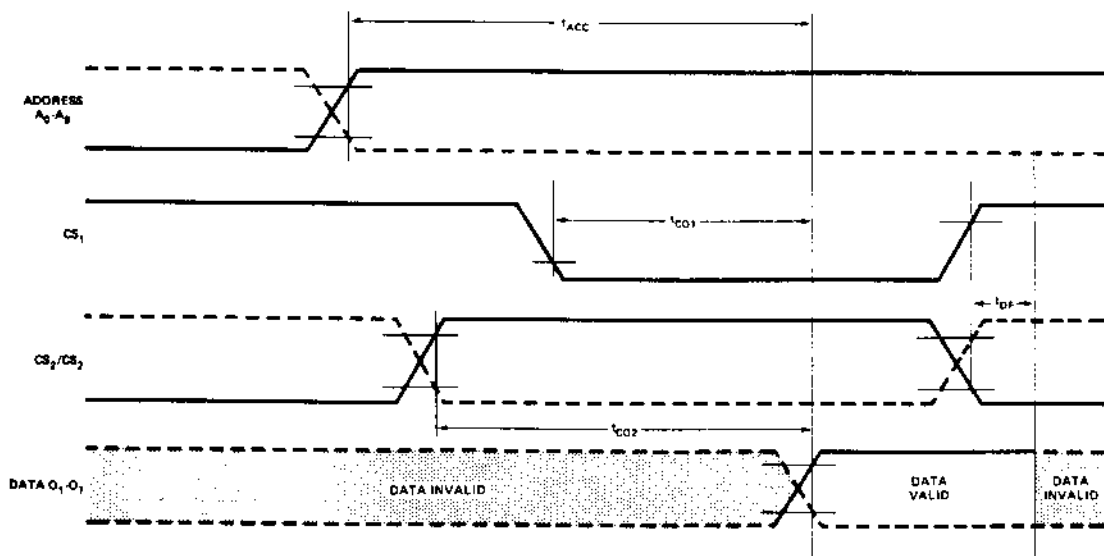 tACC
ADDRESS
A0-A9
CS1
tCO1
tDF
CS2/CS2
tCO2
DATA O1-O7
DATA INVALID
DATA
VALID
DATA
INVALID